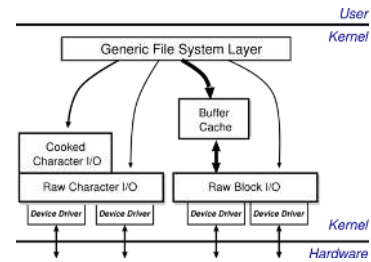 User
Kernel
Generic File System Layer
Buffer
Cache
Cooked
Character I/O
Raw Character I/O
Raw Block I/O
Device Driver
Device Driver
Device Driver
Device Driver
Kernel
Hardware